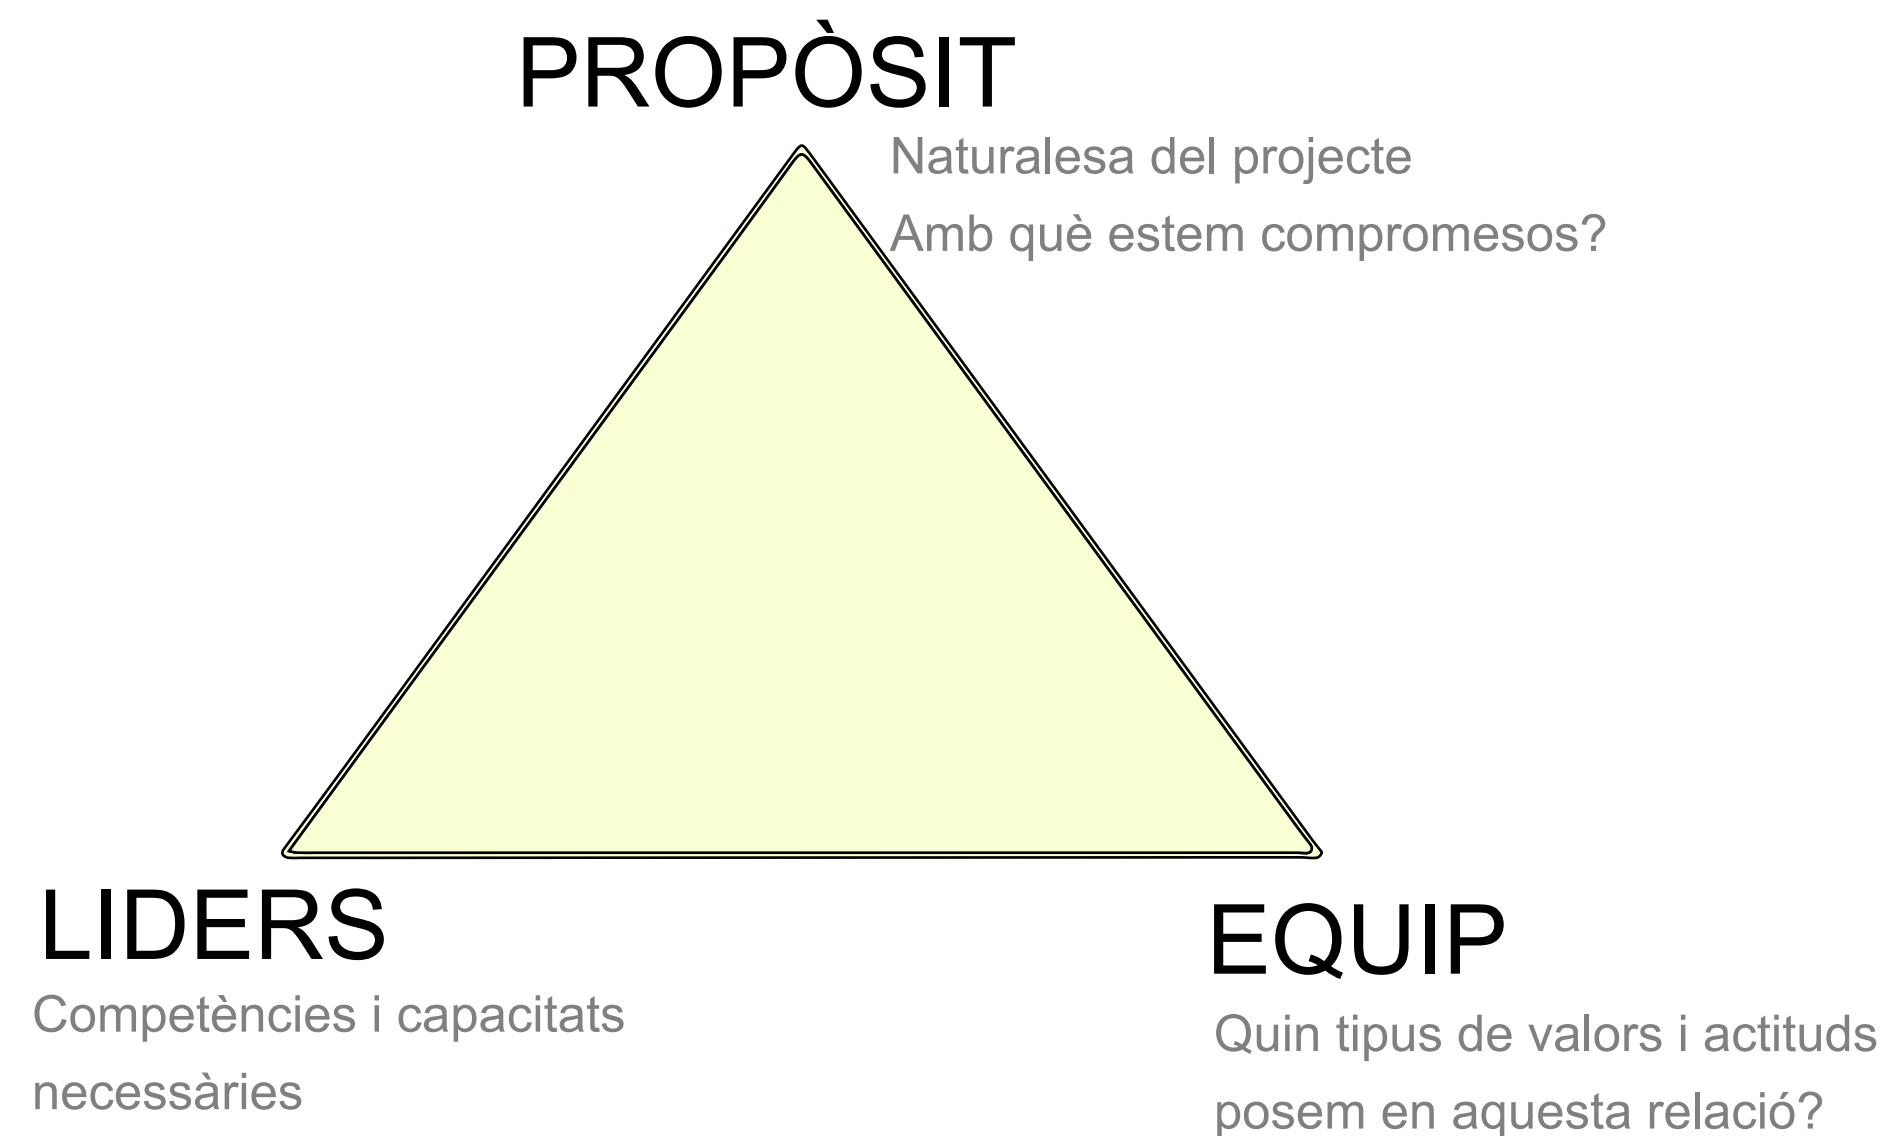 PROPÒSIT
Naturalesa del projecte
Amb què estem compromesos?
LIDERS
Competències i capacitats
necessàries
EQUIP
Quin tipus de valors i actituds
posem en aquesta relació?